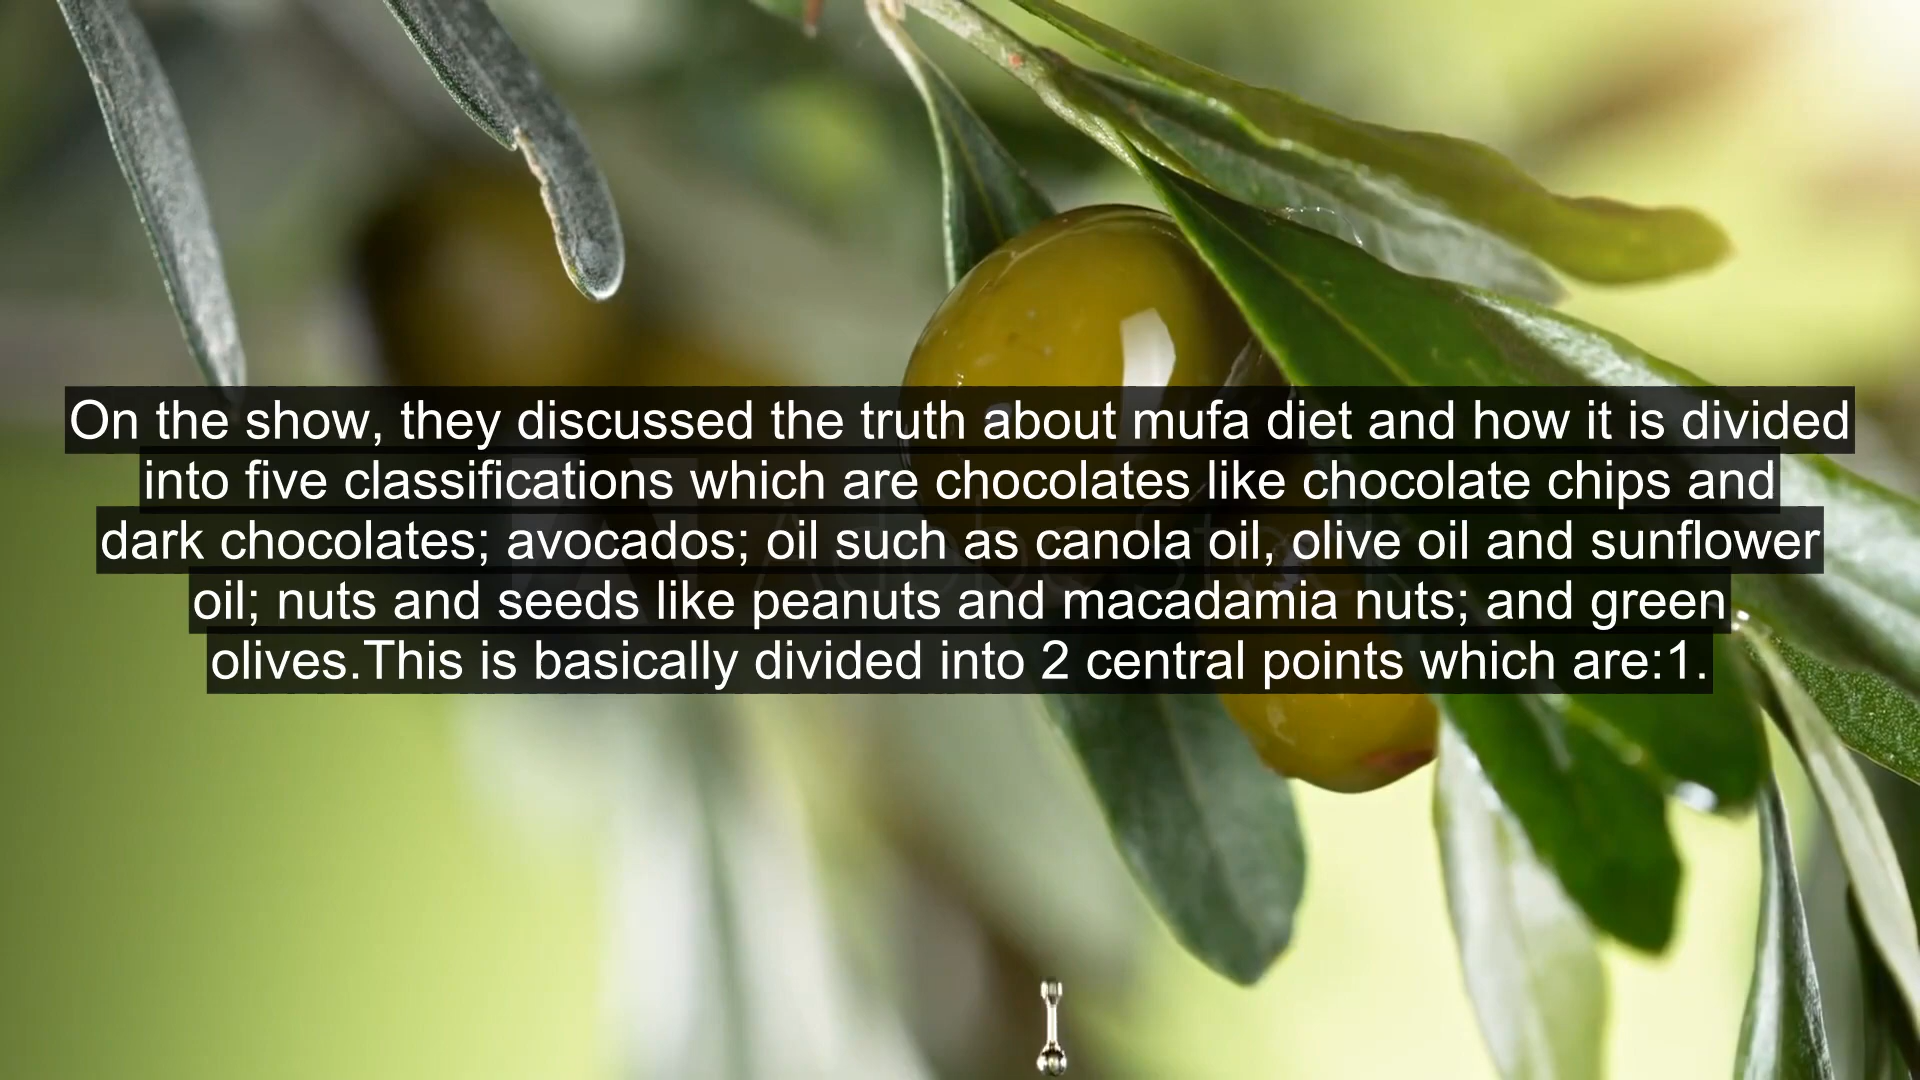 On the show, they discussed the truth about mufa diet and how it is divided
into five classifications which are chocolates like chocolate chips and
dark chocolates; avocados; oil such as canola oil, olive oil and sunflower
oil; nuts and seeds like peanuts and macadamia nuts; and green
olives.This is basically divided into 2 central points which are:1.